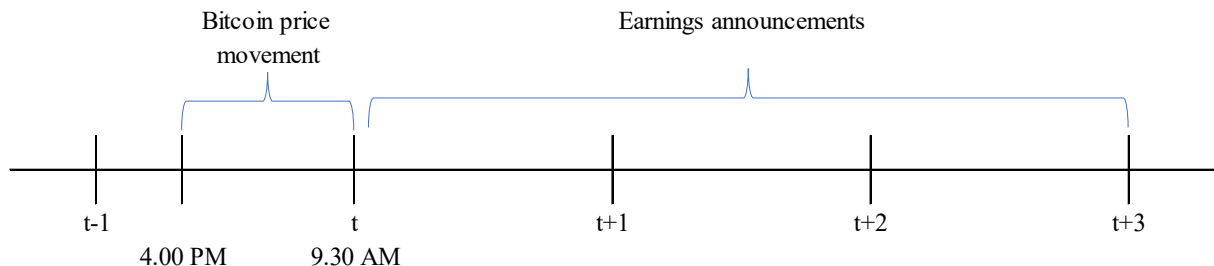 Bitcoin price
movement
Earnings announcements
t-1
t
t+1
t+2
t+3
4.00 PM
9.30 AM